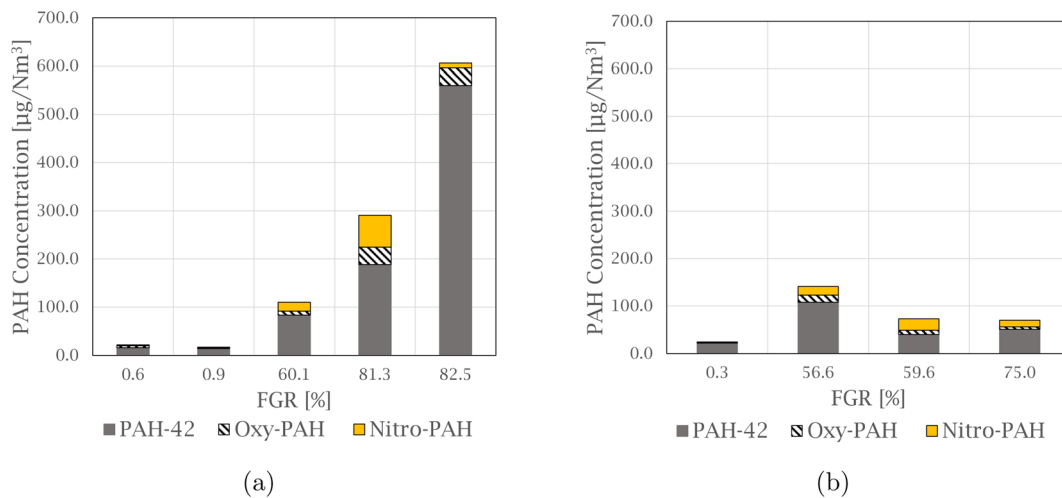 PAH Concentration [µg/Nm³]
700.0
600.0
500.0
400.0
300.0
200.0
100.0
0.0
0.6 0.9 60.1 81.3 82.5
FGR [%]
PAH-42 Oxy-PAH Nitro-PAH
(a)
PAH Concentration [µg/Nm³]
700.0
600.0
500.0
400.0
300.0
200.0
100.0
0.0
0.3 56.6 59.6 75.0
FGR [%]
PAH-42 Oxy-PAH Nitro-PAH
(b)